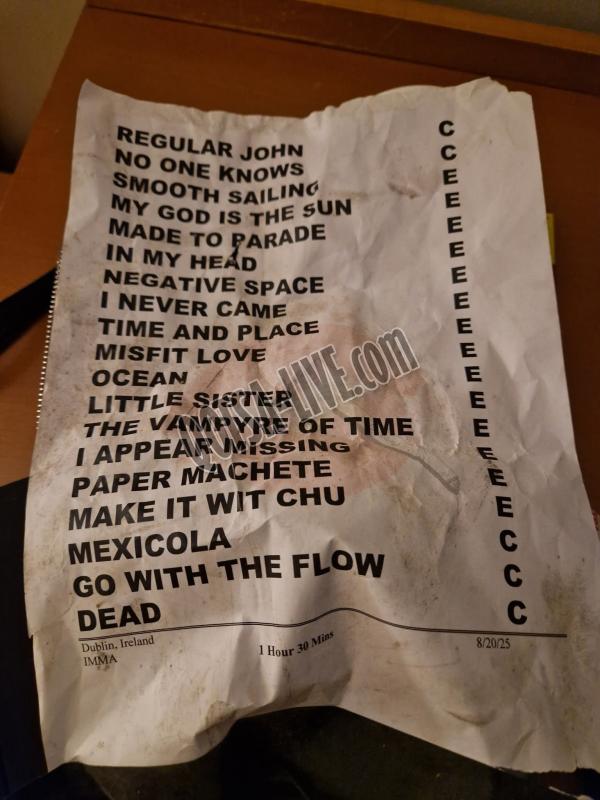 REGULAR JOHN C
NO ONE KNOWS C
SMOOTH SAILING E
MY GOD IS THE SUN E
MADE TO PARADE E
IN MY HEAD E
NEGATIVE SPACE E
I NEVER CAME E
TIME AND PLACE E
MISFIT LOVE E
OCEAN E
LITTLE SISTER E
THE VAMPYRE OF TIME E
I APPEAR MISSING E
PAPER MACHETE E
MAKE IT WIT CHU E
MEXICOLA C
GO WITH THE FLOW C
DEAD C
Dublin, Ireland 1 Hour 30 Mins 8/20/25
IMMA
QOTSA-LIVE.com